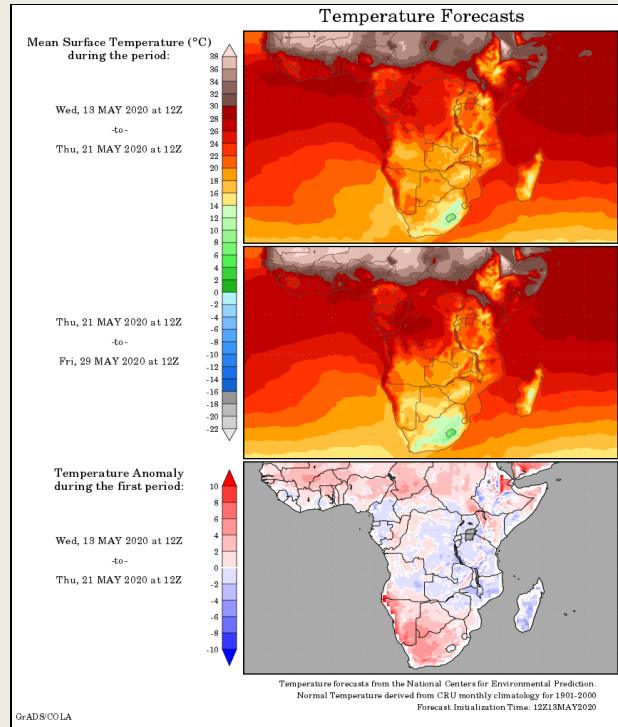 Temperature Forecasts
Mean Surface Temperature (°C)
during the period:
Wed, 13 MAY 2020 at 12Z
-to-
Thu, 21 MAY 2020 at 12Z
38
36
34
32
30
28
26
24
22
20
18
16
14
12
10
8
6
4
2
0
-2
-4
-6
-8
-10
-12
-14
-16
-18
-20
-22
Thu, 21 MAY 2020 at 12Z
-to-
Fri, 29 MAY 2020 at 12Z
Temperature Anomaly
during the first period:
Wed, 13 MAY 2020 at 12Z
-to-
Thu, 21 MAY 2020 at 12Z
10
8
6
4
2
0
-2
-4
-6
-8
-10
Temperature forecasts from the National Centers for Environmental Prediction.
Normal Temperature derived from CRU monthly climatology for 1901-2000
Forecast Initialization Time: 12Z13MAY2020
GrADS/COLA